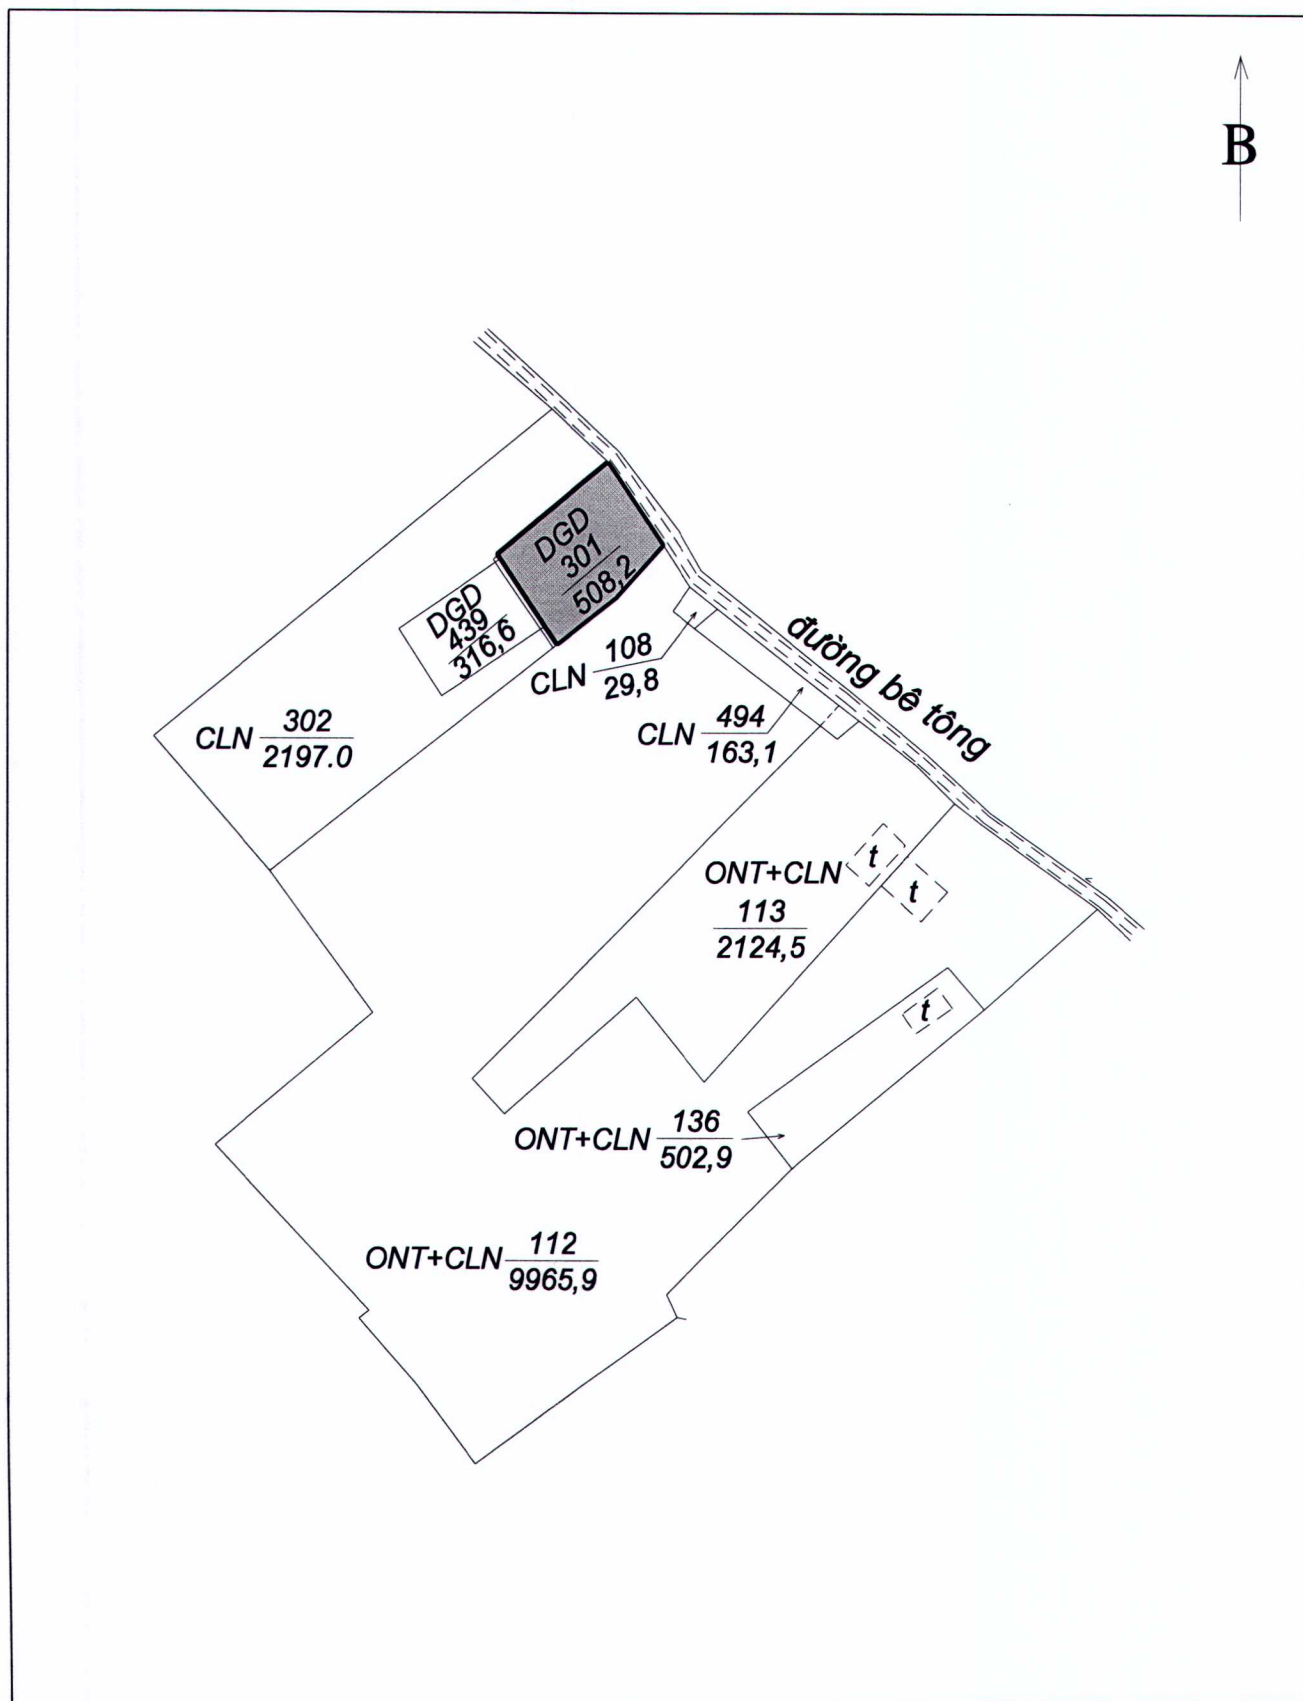 B
DGD
301
508,2
DGD
439
316,6
CLN 108
29,8
đường bê tông
CLN 302
2197.0
CLN 494
163,1
ONT+CLN
113
2124,5
t
t
t
ONT+CLN 136
502,9
ONT+CLN 112
9965,9